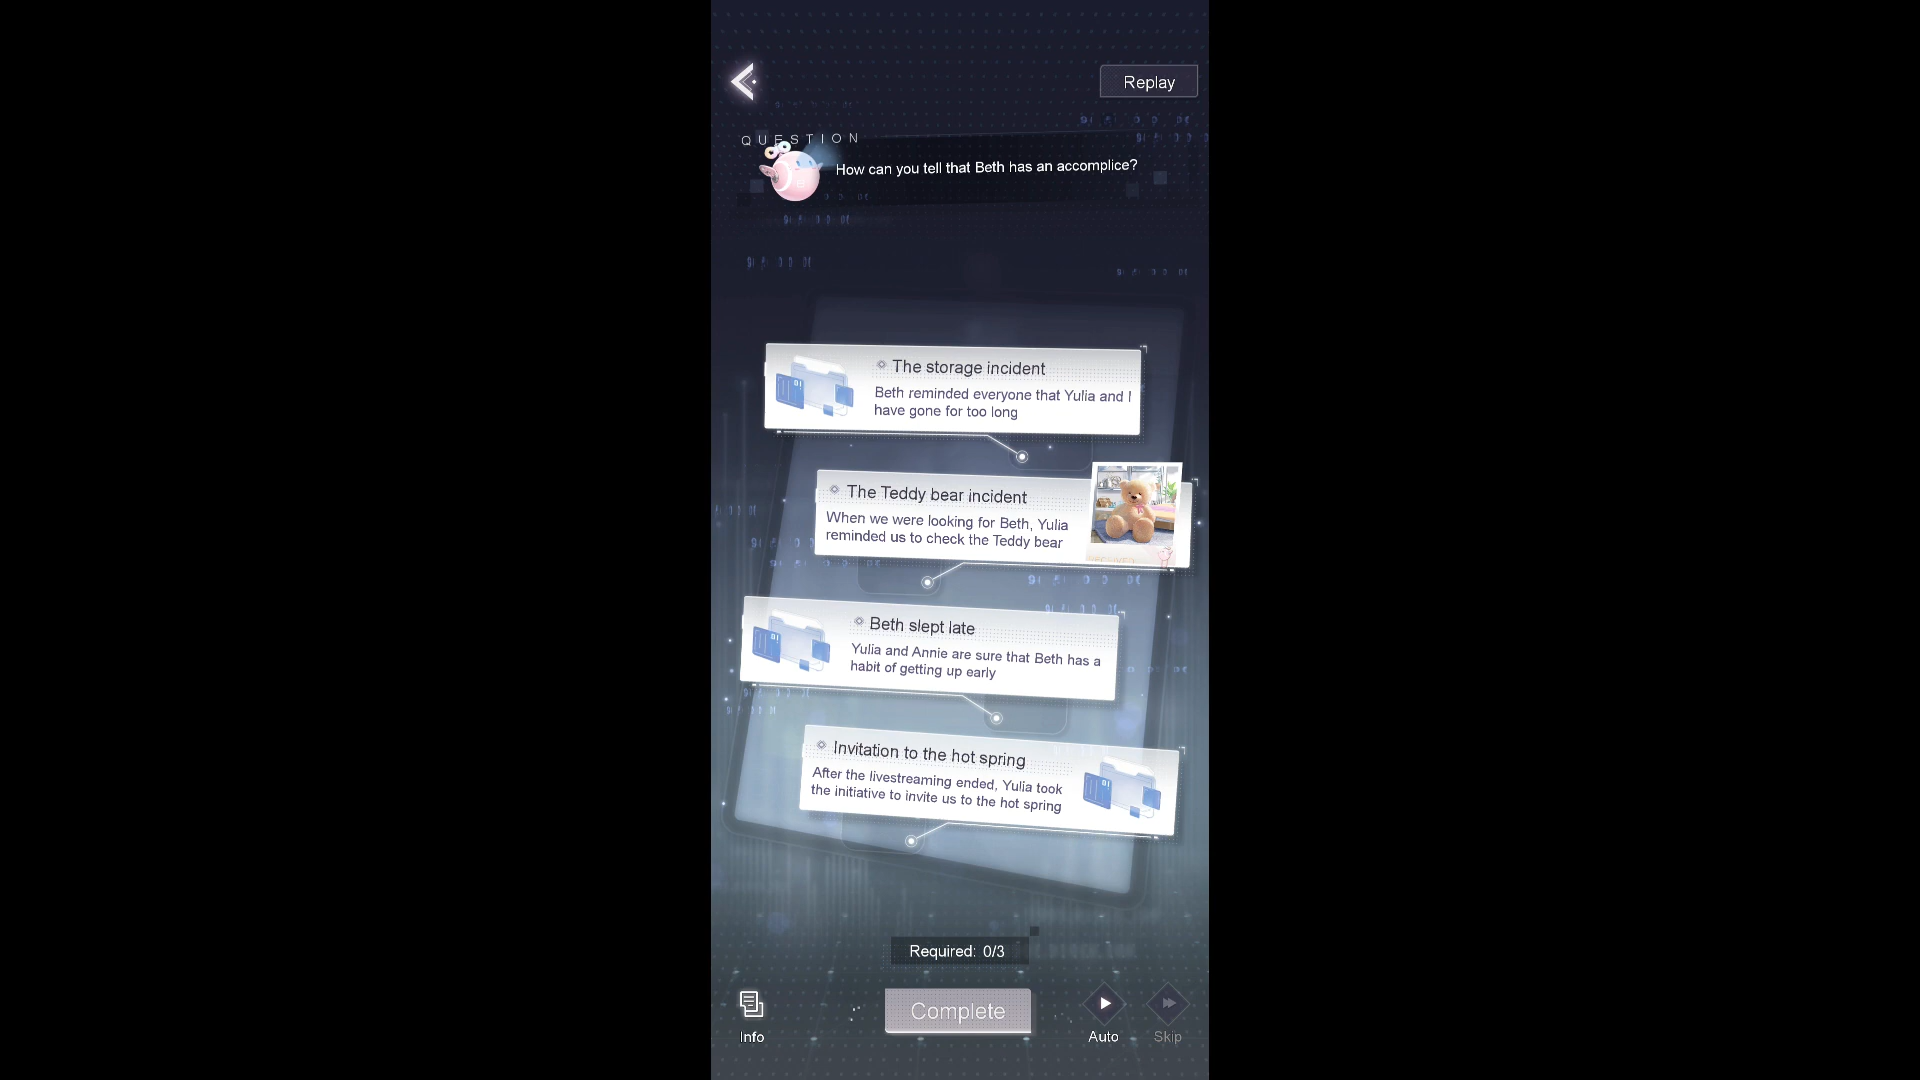 Replay
QUESTION
How can you tell that Beth has an accomplice?
The storage incident
Beth reminded everyone that Yulia and I
have gone for too long
The Teddy bear incident
When we were looking for Beth, Yulia
reminded us to check the Teddy bear
Beth slept late
Yulia and Annie are sure that Beth has a
habit of getting up early
Invitation to the hot spring
After the livestreaming ended, Yulia took
the initiative to invite us to the hot spring
Required: 0/3
Complete
Info
Auto
Skip